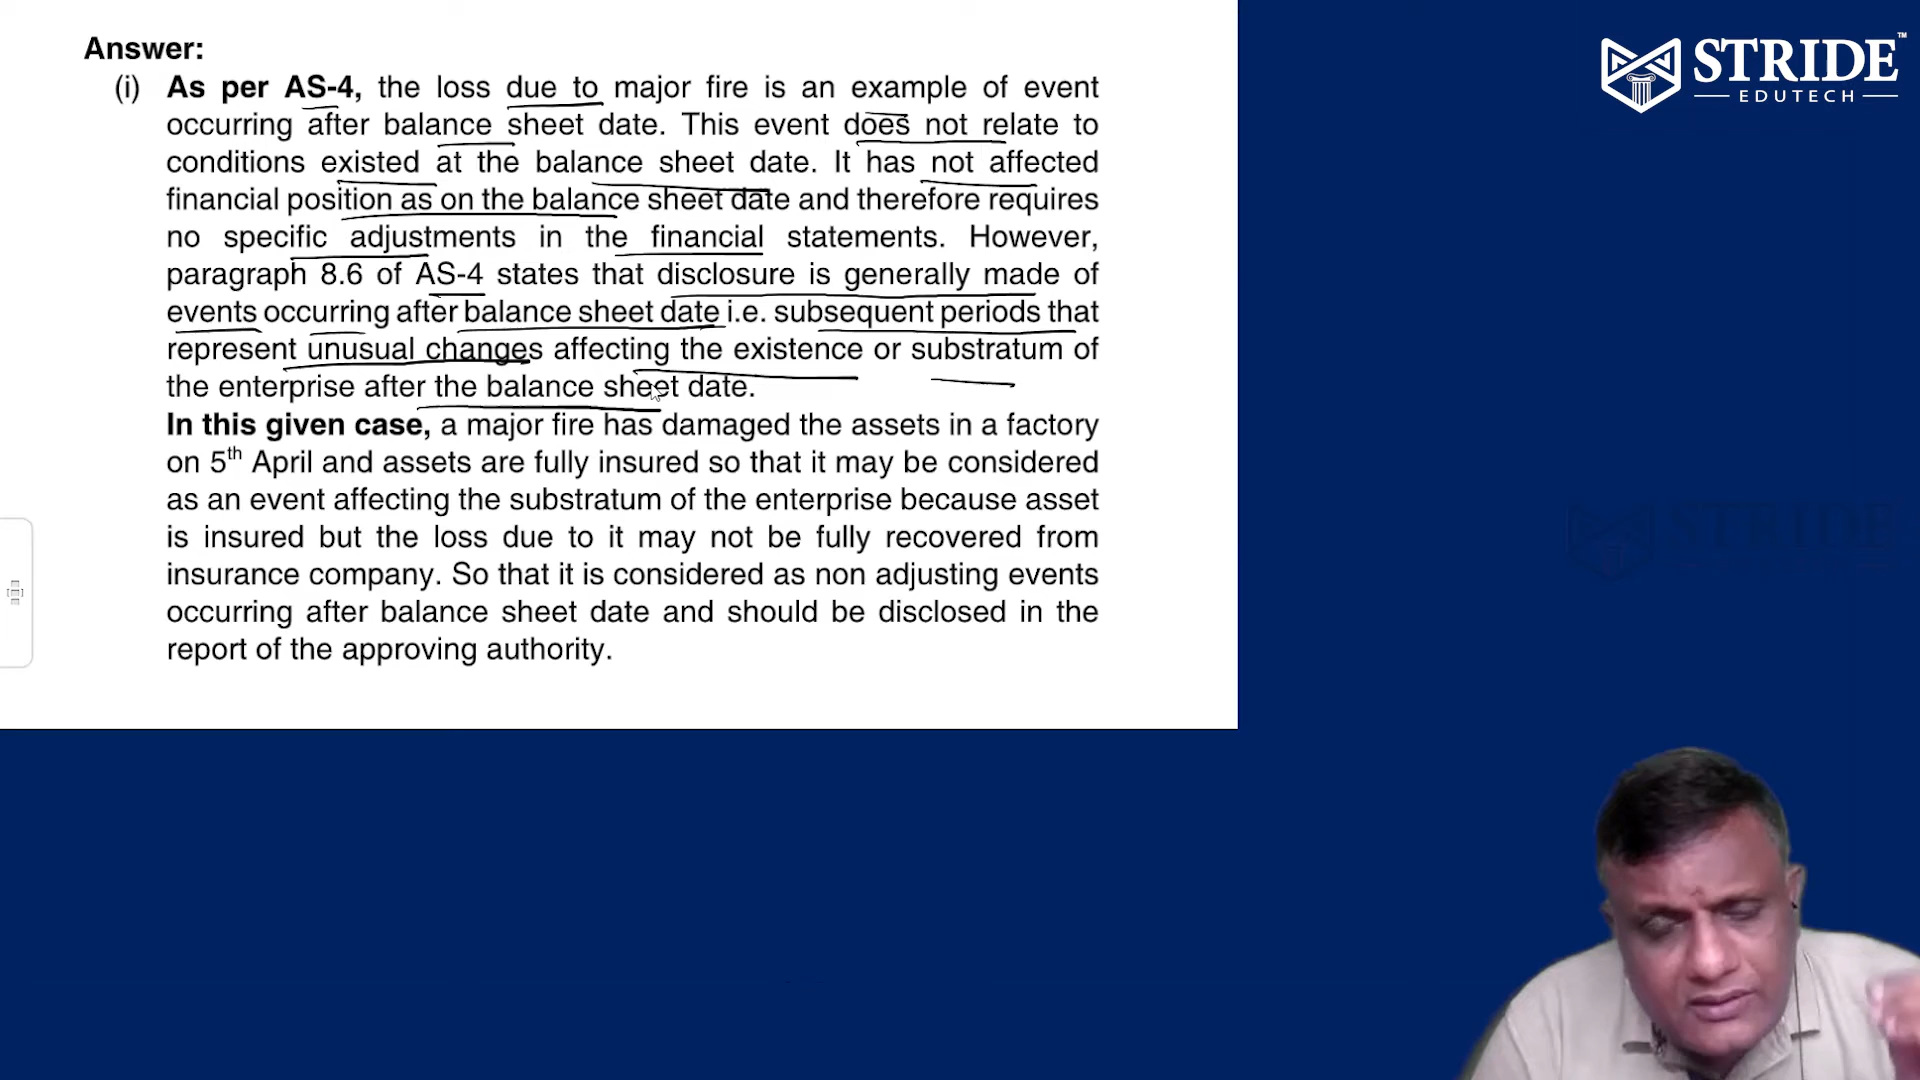 Answer:
(i) As per AS-4, the loss due to major fire is an example of event
occurring after balance sheet date. This event does not relate to
conditions existed at the balance sheet date. It has not affected
financial position as on the balance sheet date and therefore requires
no specific adjustments in the financial statements. However,
paragraph 8.6 of AS-4 states that disclosure is generally made of
events occurring after balance sheet date i.e. subsequent periods that
represent unusual changes affecting the existence or substratum of
the enterprise after the balance sheet date.
In this given case, a major fire has damaged the assets in a factory
on 5th April and assets are fully insured so that it may be considered
as an event affecting the substratum of the enterprise because asset
is insured but the loss due to it may not be fully recovered from
insurance company. So that it is considered as non adjusting events
occurring after balance sheet date and should be disclosed in the
report of the approving authority.
STRIDE™
EDUTECH
STRIDE